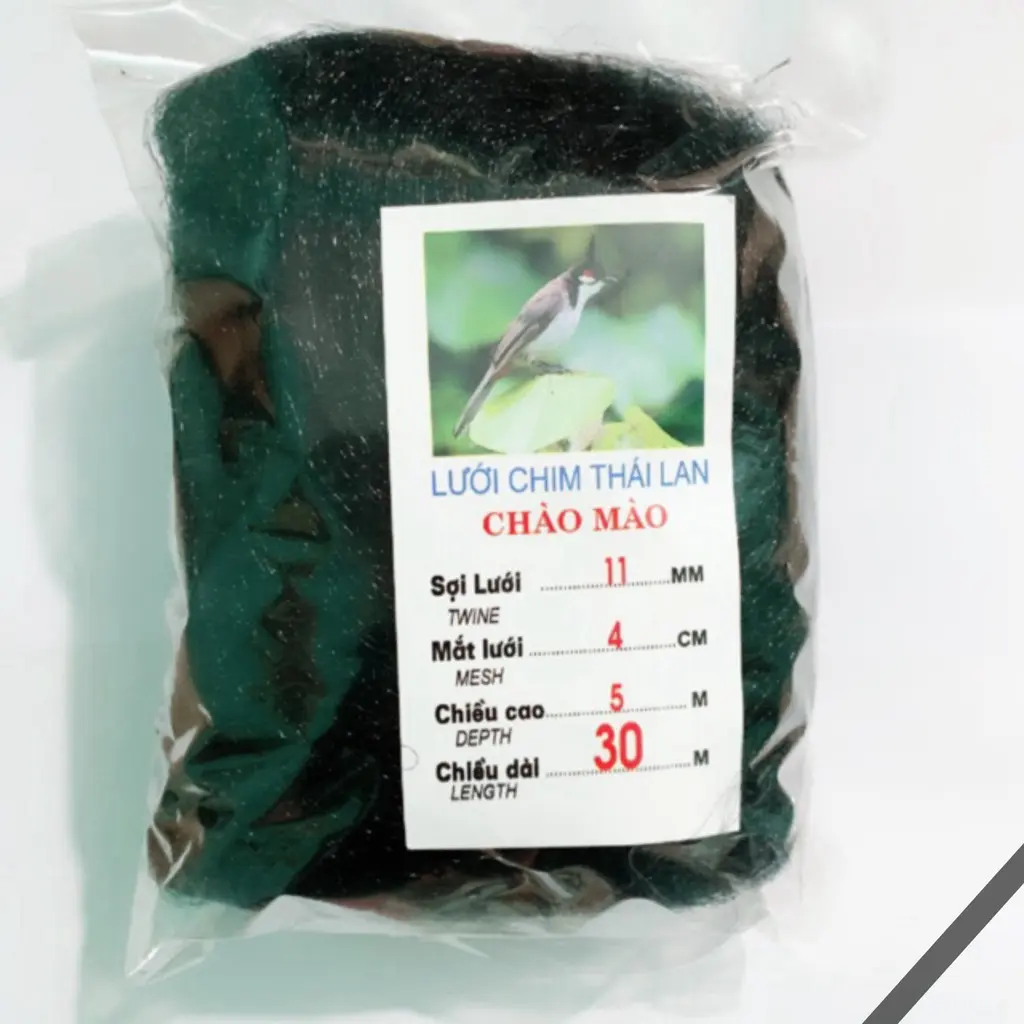 LƯỚI CHIM THÁI LAN
CHÀO MÀO
Sợi Lưới ........ 11 ........ MM
TWINE
Mắt lưới ........ 4 ........ CM
MESH
Chiều cao ........ 5 ........ M
DEPTH
Chiều dài ........ 30 ........ M
LENGTH